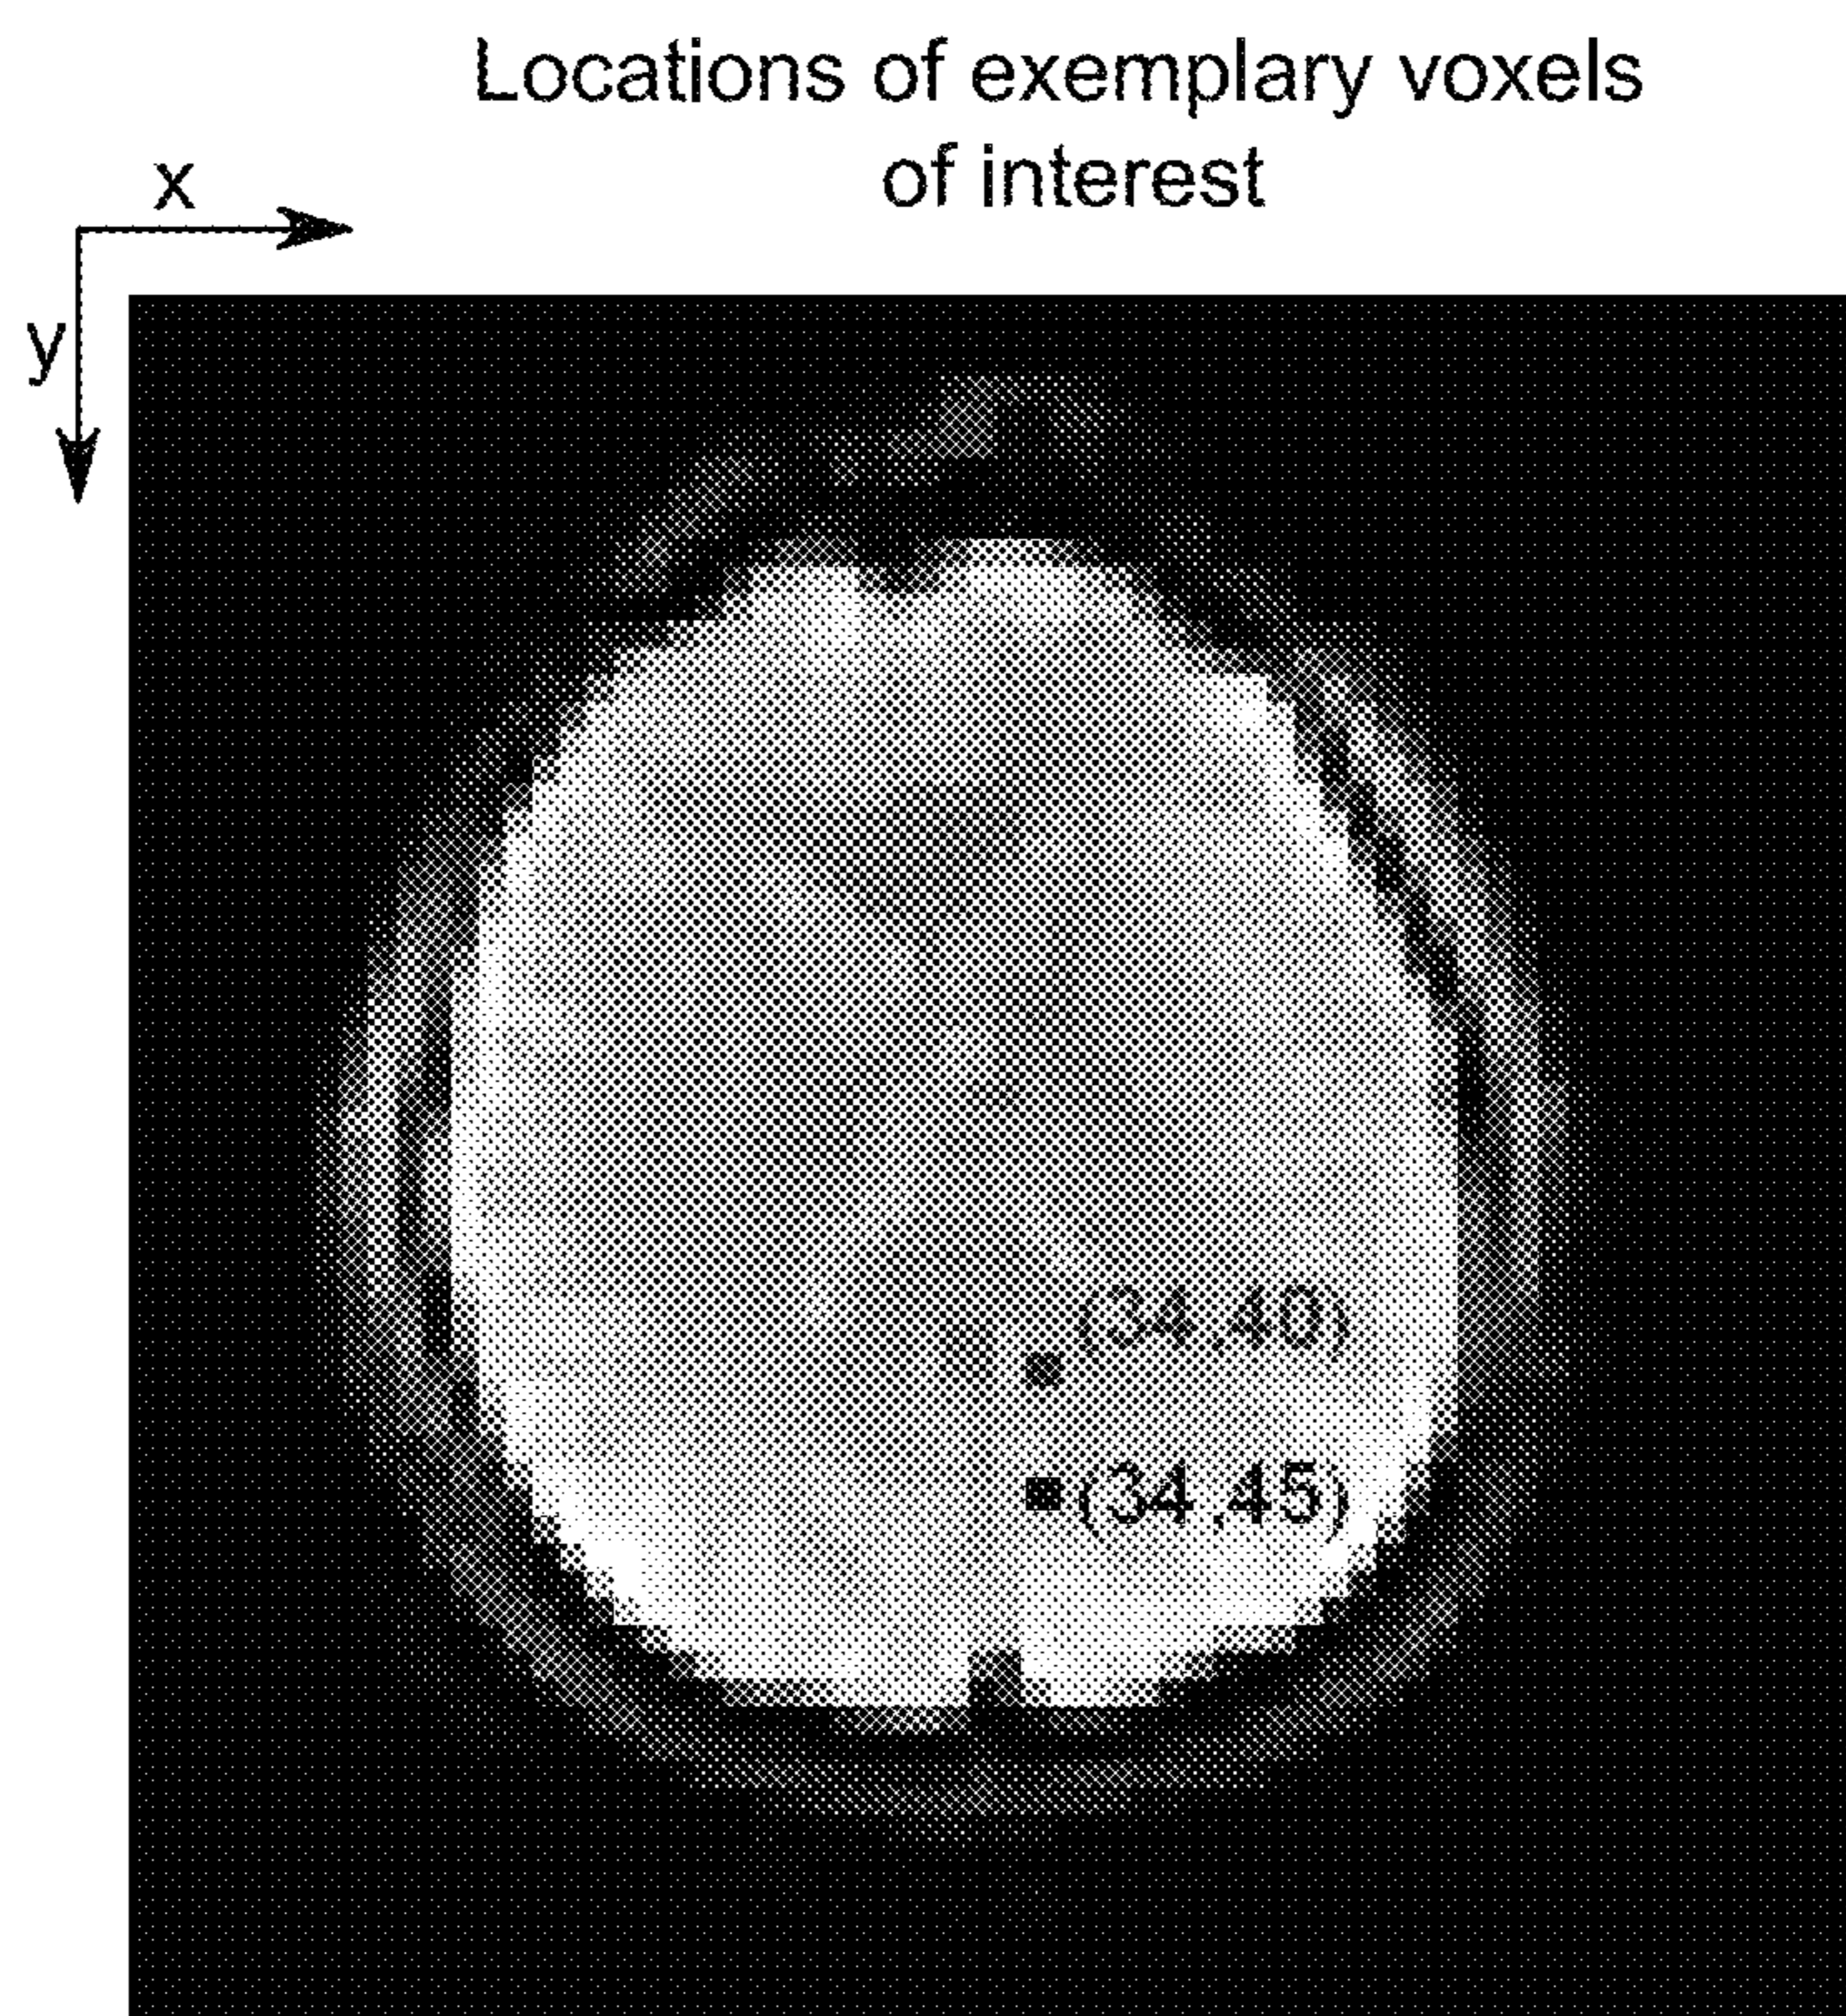 Locations of exemplary voxels
of interest
x
y
(34,40)
(34,45)